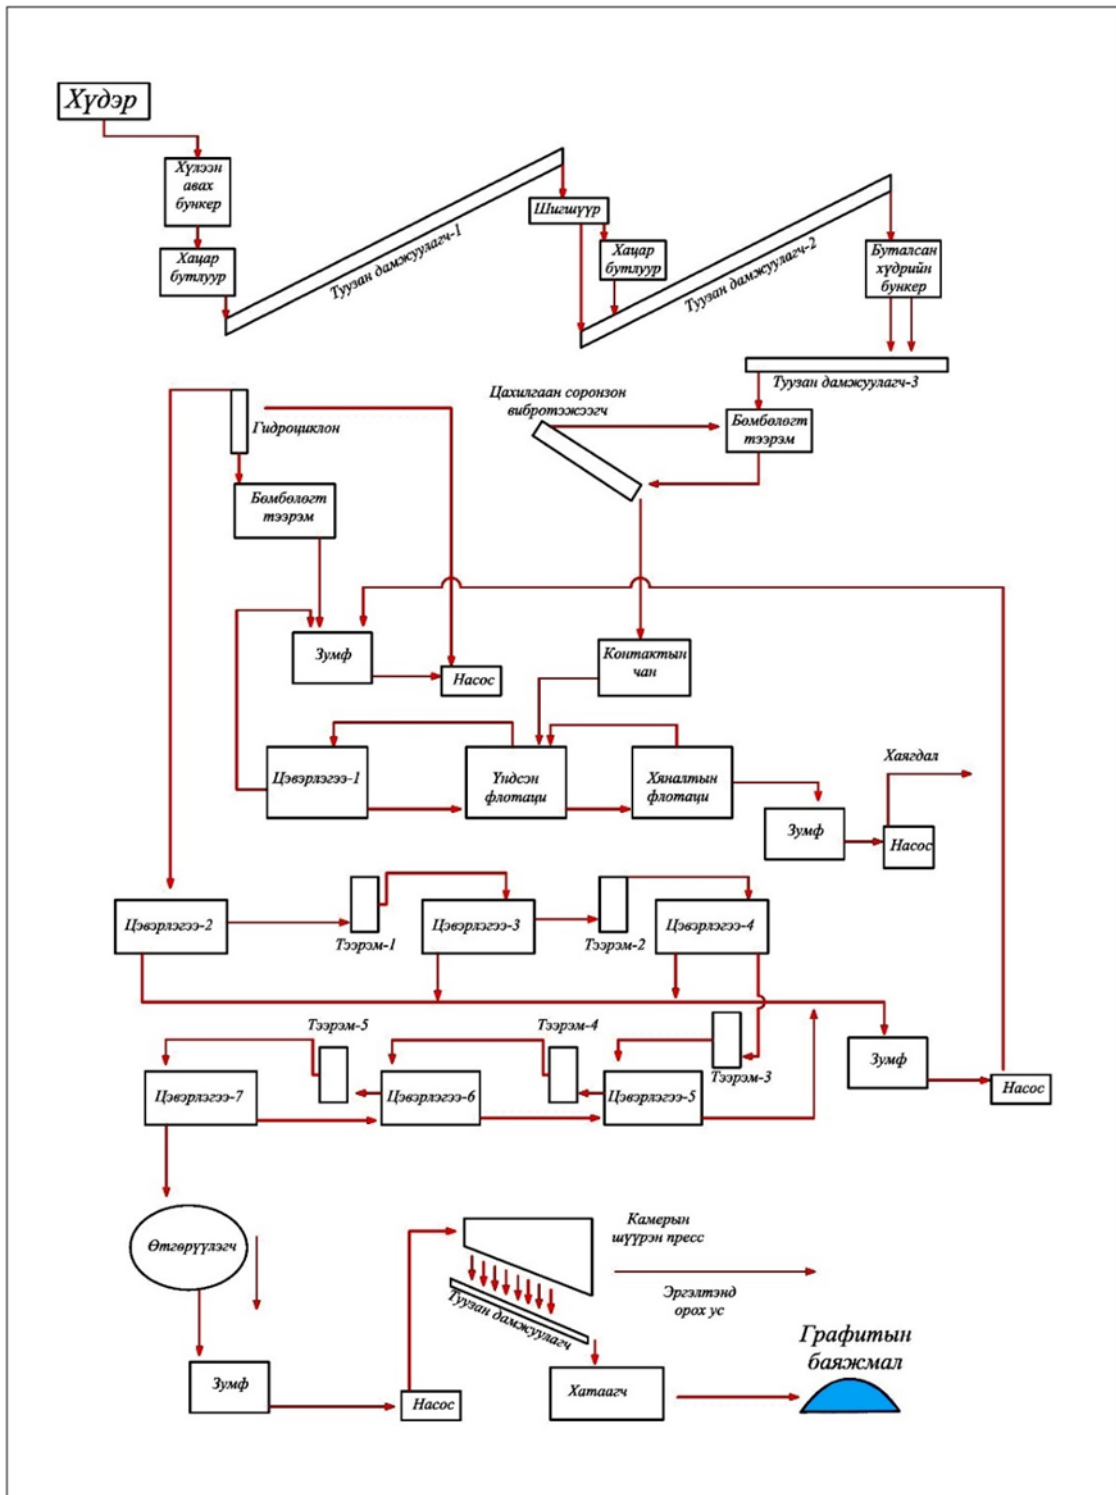 Хүдэр
Хүлээн
авах
бункер
Хацар
бутлуур
Туузан дамжуулагч-1
Шигшүүр
Хацар
бутлуур
Туузан дамжуулагч-2
Буталсан
хүдрийн
бункер
Туузан дамжуулагч-3
Цахилгаан соронзон
вибротэжээгч
Бөмбөлөгт
тээрэм
Гидроциклон
Бөмбөлөгт
тээрэм
Зумф
Насос
Контактын
чан
Цэвэрлэгээ-1
Үндсэн
флотаци
Хяналтын
флотаци
Хаягдал
Зумф
Насос
Цэвэрлэгээ-2
Тээрэм-1
Цэвэрлэгээ-3
Тээрэм-2
Цэвэрлэгээ-4
Тээрэм-5
Тээрэм-4
Тээрэм-3
Зумф
Насос
Цэвэрлэгээ-7
Цэвэрлэгээ-6
Цэвэрлэгээ-5
Өтгөрүүлэгч
Камерын
шүүрэн пресс
Эргэлтэнд
орох ус
Туузан дамжуулагч
Графитын
баяжмал
Зумф
Насос
Хатаагч